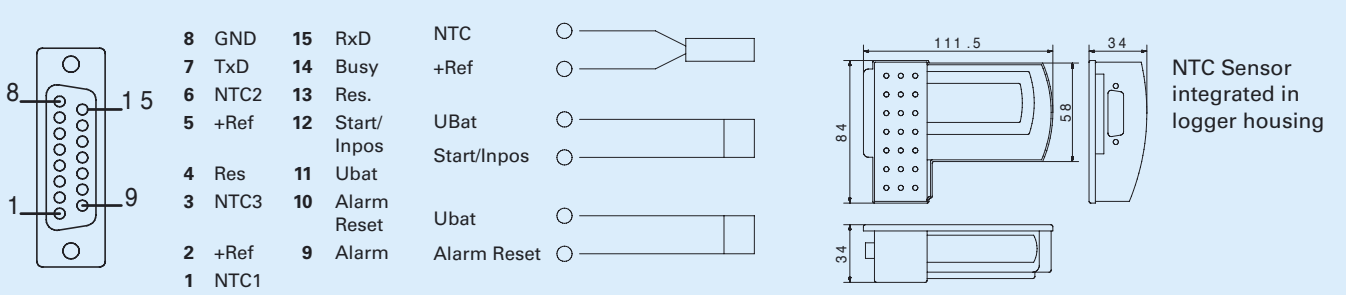 8
15
1
9
8 GND 15 RxD
7 TxD 14 Busy
6 NTC2 13 Res.
5 +Ref 12 Start/
Inpos
4 Res 11 Ubat
3 NTC3 10 Alarm
Reset
2 +Ref 9 Alarm
1 NTC1
NTC
+Ref
UBat
Start/Inpos
Ubat
Alarm Reset
111.5
34
84
58
34
NTC Sensor
integrated in
logger housing